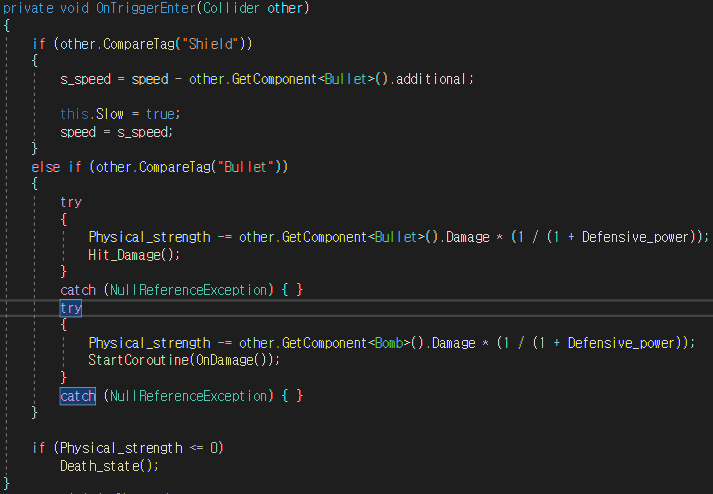 private void OnTriggerEnter(Collider other)
{
if (other.CompareTag("Shield"))
{
s_speed = speed - other.GetComponent<Bullet>().additional;
this.Slow = true;
speed = s_speed;
}
else if (other.CompareTag("Bullet"))
{
try
{
Physical_strength -= other.GetComponent<Bullet>().Damage * (1 / (1 + Defensive_power));
Hit_Damage();
}
catch (NullReferenceException) { }
try
{
Physical_strength -= other.GetComponent<Bomb>().Damage * (1 / (1 + Defensive_power));
StartCoroutine(OnDamage());
}
catch (NullReferenceException) { }
}
if (Physical_strength <= 0)
Death_state();
}